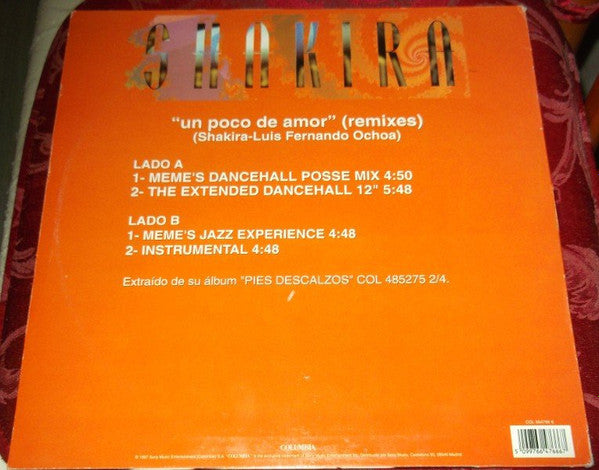 SHAKIRA
"un poco de amor" (remixes)
(Shakira-Luis Fernando Ochoa)
LADO A
1- MEME'S DANCEHALL POSSE MIX 4:50
2- THE EXTENDED DANCEHALL 12" 5:48
LADO B
1- MEME'S JAZZ EXPERIENCE 4:48
2- INSTRUMENTAL 4:48
Extraído de su álbum "PIES DESCALZOS" COL 485275 2/4.
COLUMBIA